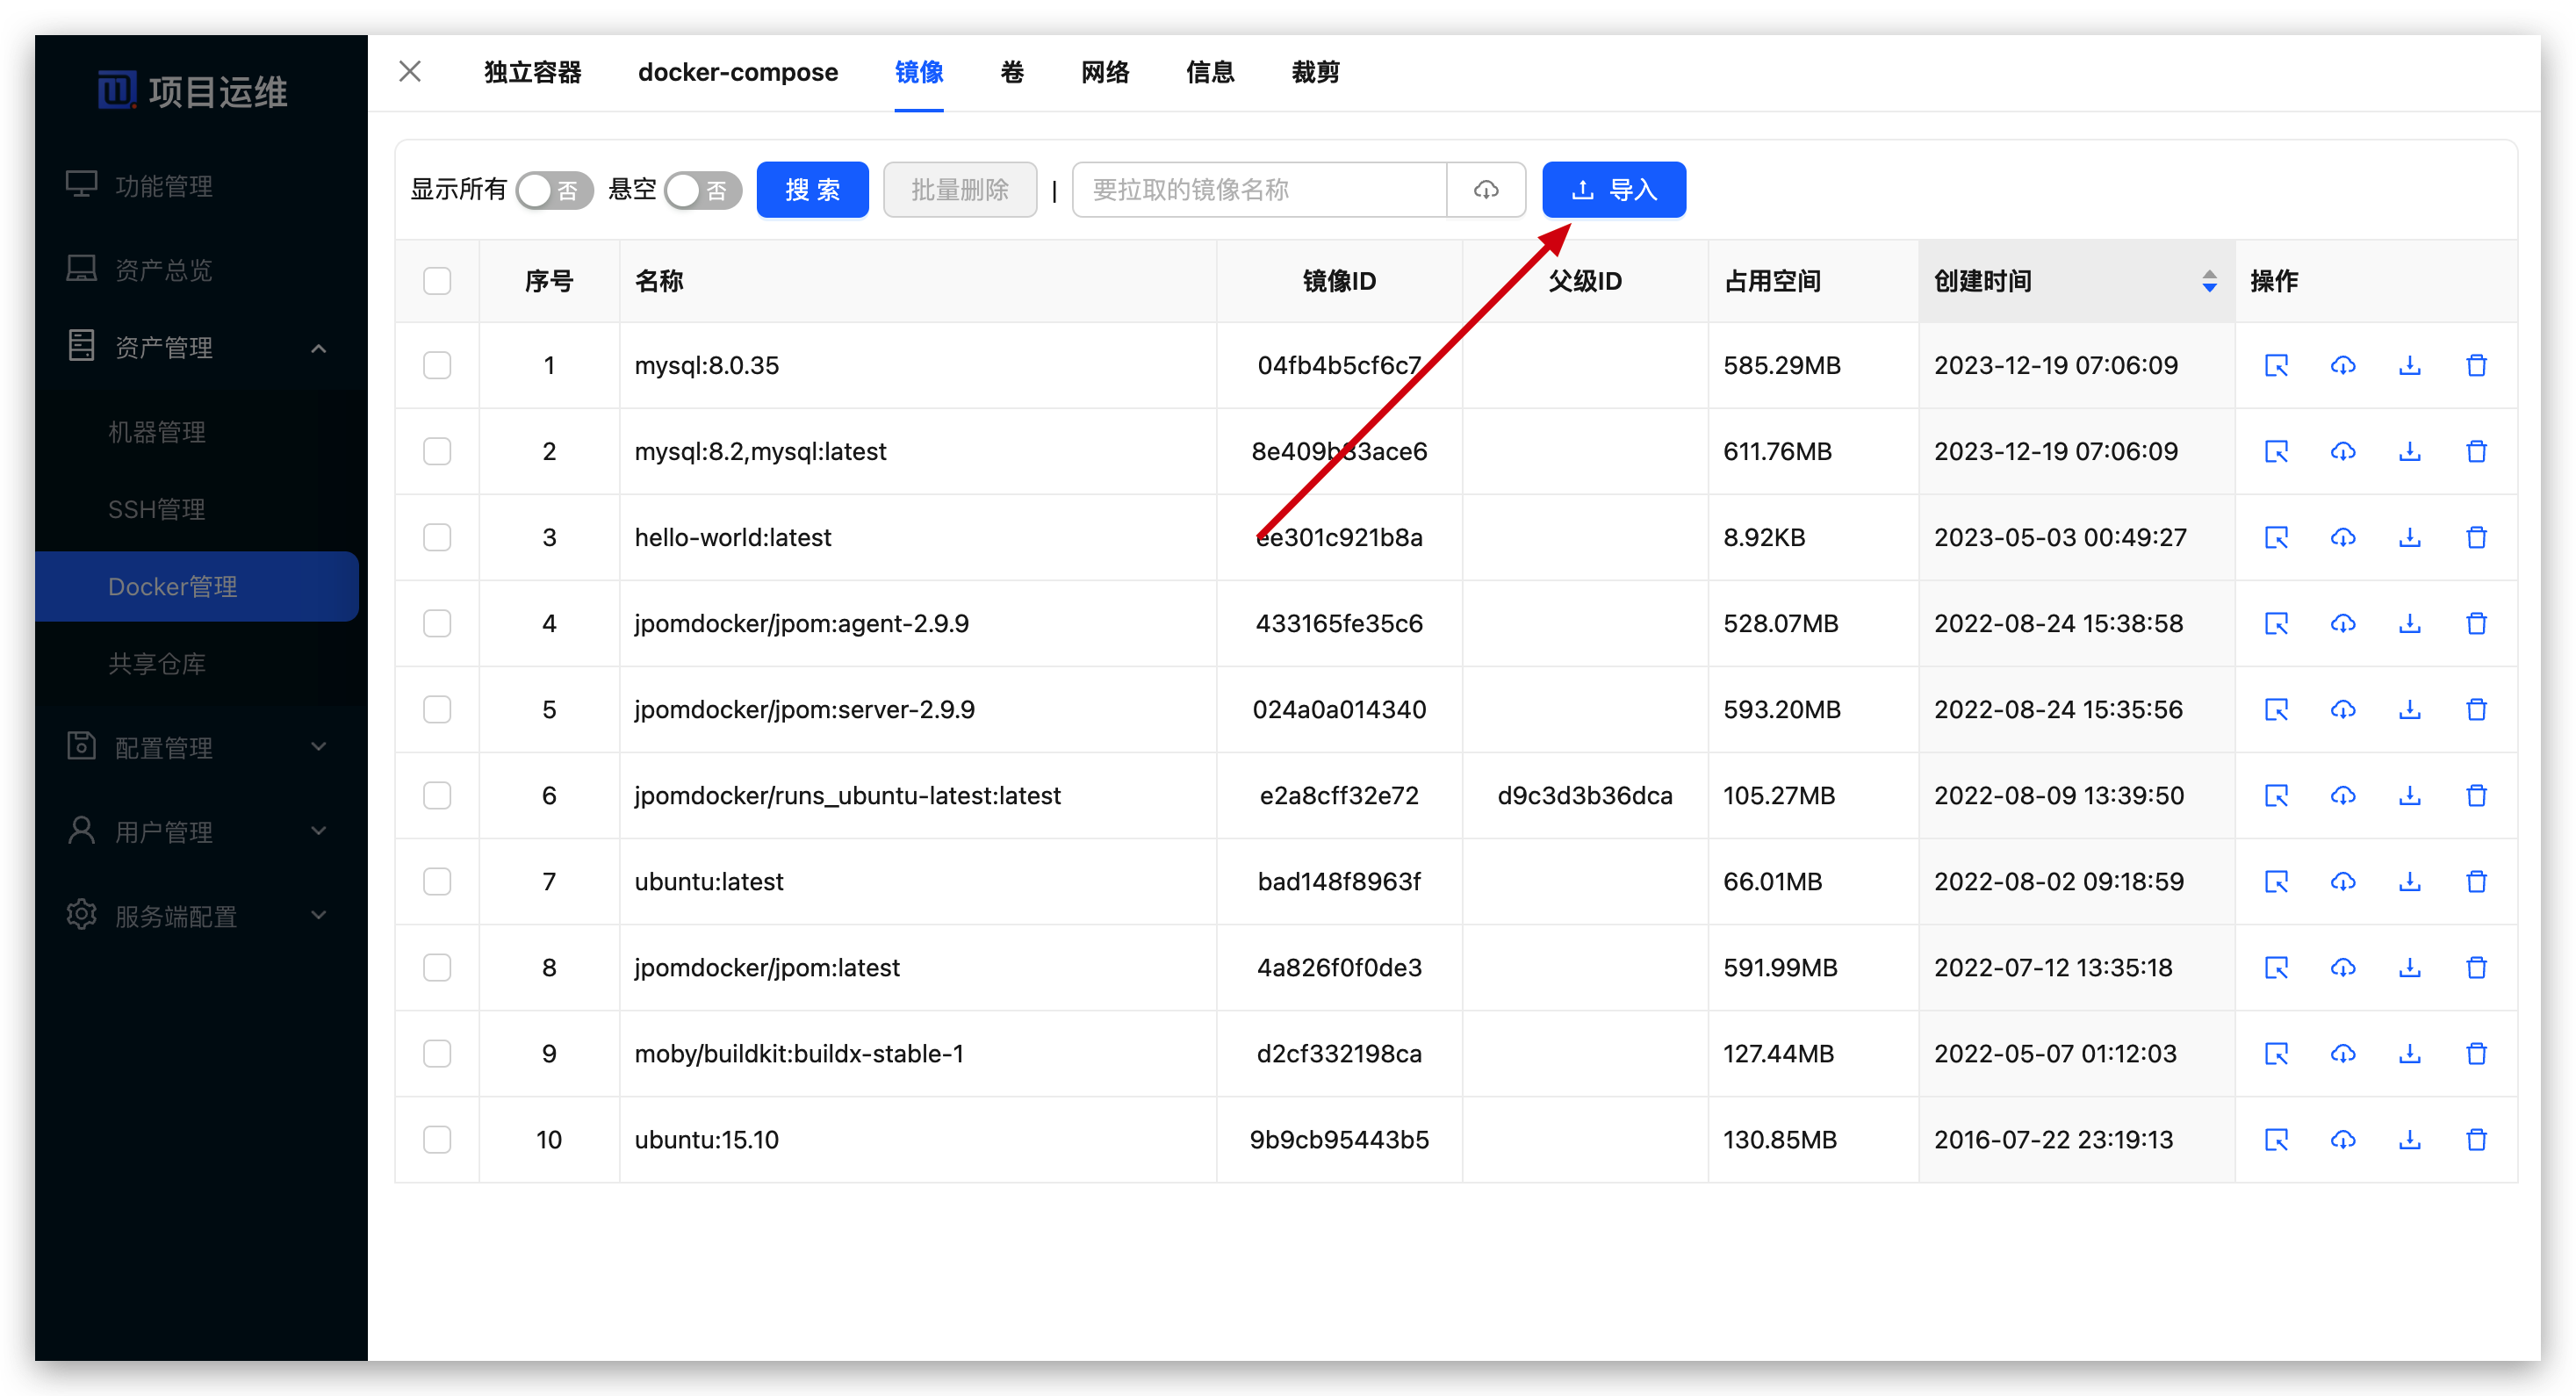 项目运维
功能管理
资产总览
资产管理
机器管理
SSH管理
Docker管理
共享仓库
配置管理
用户管理
服务端配置
独立容器 docker-compose 镜像 卷 网络 信息 裁剪
显示所有 否 悬空 否 搜 索 批量删除 | 要拉取的镜像名称 导入
序号 名称 镜像ID 父级ID 占用空间 创建时间 操作
1 mysql:8.0.35 04fb4b5cf6c7 585.29MB 2023-12-19 07:06:09
2 mysql:8.2,mysql:latest 8e409b83ace6 611.76MB 2023-12-19 07:06:09
3 hello-world:latest ee301c921b8a 8.92KB 2023-05-03 00:49:27
4 jpomdocker/jpom:agent-2.9.9 433165fe35c6 528.07MB 2022-08-24 15:38:58
5 jpomdocker/jpom:server-2.9.9 024a0a014340 593.20MB 2022-08-24 15:35:56
6 jpomdocker/runs_ubuntu-latest:latest e2a8cff32e72 d9c3d3b36dca 105.27MB 2022-08-09 13:39:50
7 ubuntu:latest bad148f8963f 66.01MB 2022-08-02 09:18:59
8 jpomdocker/jpom:latest 4a826f0f0de3 591.99MB 2022-07-12 13:35:18
9 moby/buildkit:buildx-stable-1 d2cf332198ca 127.44MB 2022-05-07 01:12:03
10 ubuntu:15.10 9b9cb95443b5 130.85MB 2016-07-22 23:19:13